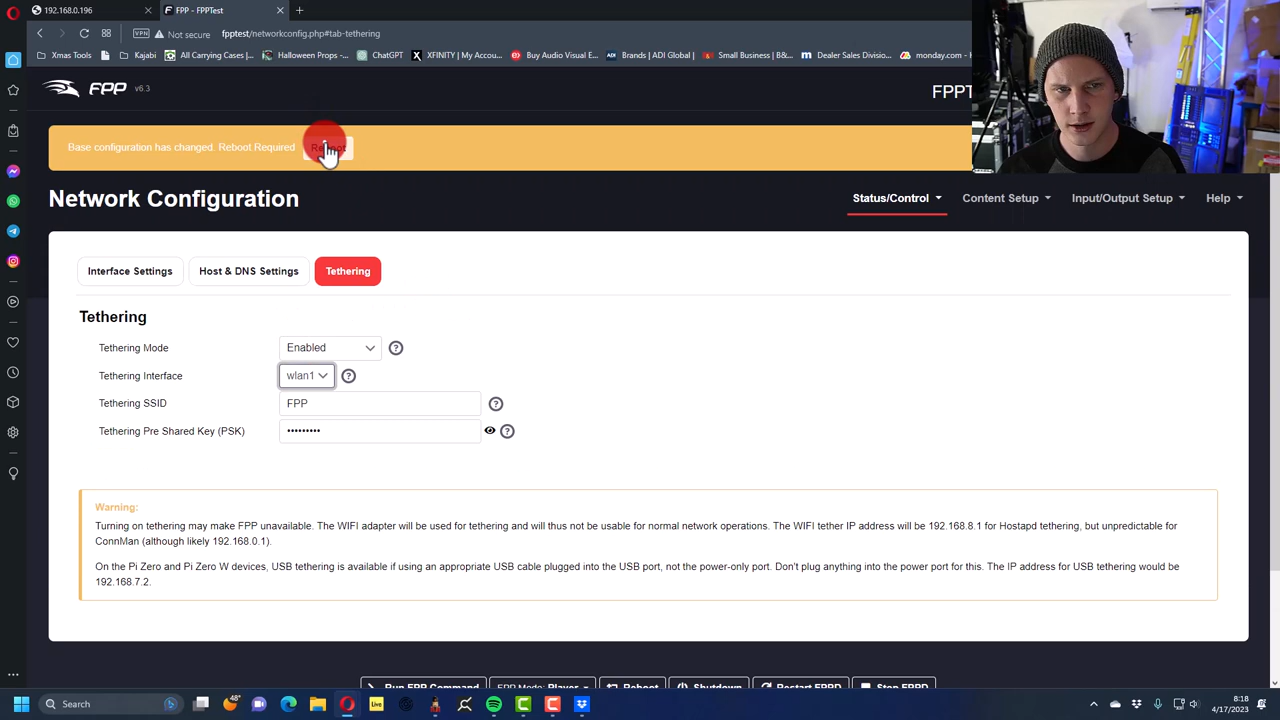 192.168.0.196
FPP - FPPTest
VPN
Not secure
fpptest/networkconfig.php#tab-tethering
Xmas Tools
Kajabi
All Carrying Cases |...
Halloween Props -...
ChatGPT
XFINITY | My Accou...
Buy Audio Visual E...
Brands | ADI Global |...
Small Business | B&...
Dealer Sales Divisio...
monday.com - Wher...
FPP v6.3
Base configuration has changed. Reboot Required
Reboot
Network Configuration
Status/Control
Content Setup
Input/Output Setup
Help
Interface Settings
Host & DNS Settings
Tethering
Tethering
Tethering Mode
Enabled
Tethering Interface
wlan1
Tethering SSID
FPP
Tethering Pre Shared Key (PSK)
•••••••••
Warning:
Turning on tethering may make FPP unavailable. The WIFI adapter will be used for tethering and will thus not be usable for normal network operations. The WIFI tether IP address will be 192.168.8.1 for Hostapd tethering, but unpredictable for
ConnMan (although likely 192.168.0.1).
On the Pi Zero and Pi Zero W devices, USB tethering is available if using an appropriate USB cable plugged into the USB port, not the power-only port. Don't plug anything into the power port for this. The IP address for USB tethering would be
192.168.7.2.
Run FPP Command
FPP Mode: Player
Reboot
Shutdown
Restart FPPD
Stop FPPD
Search
48°
Live
8:18
4/17/2023